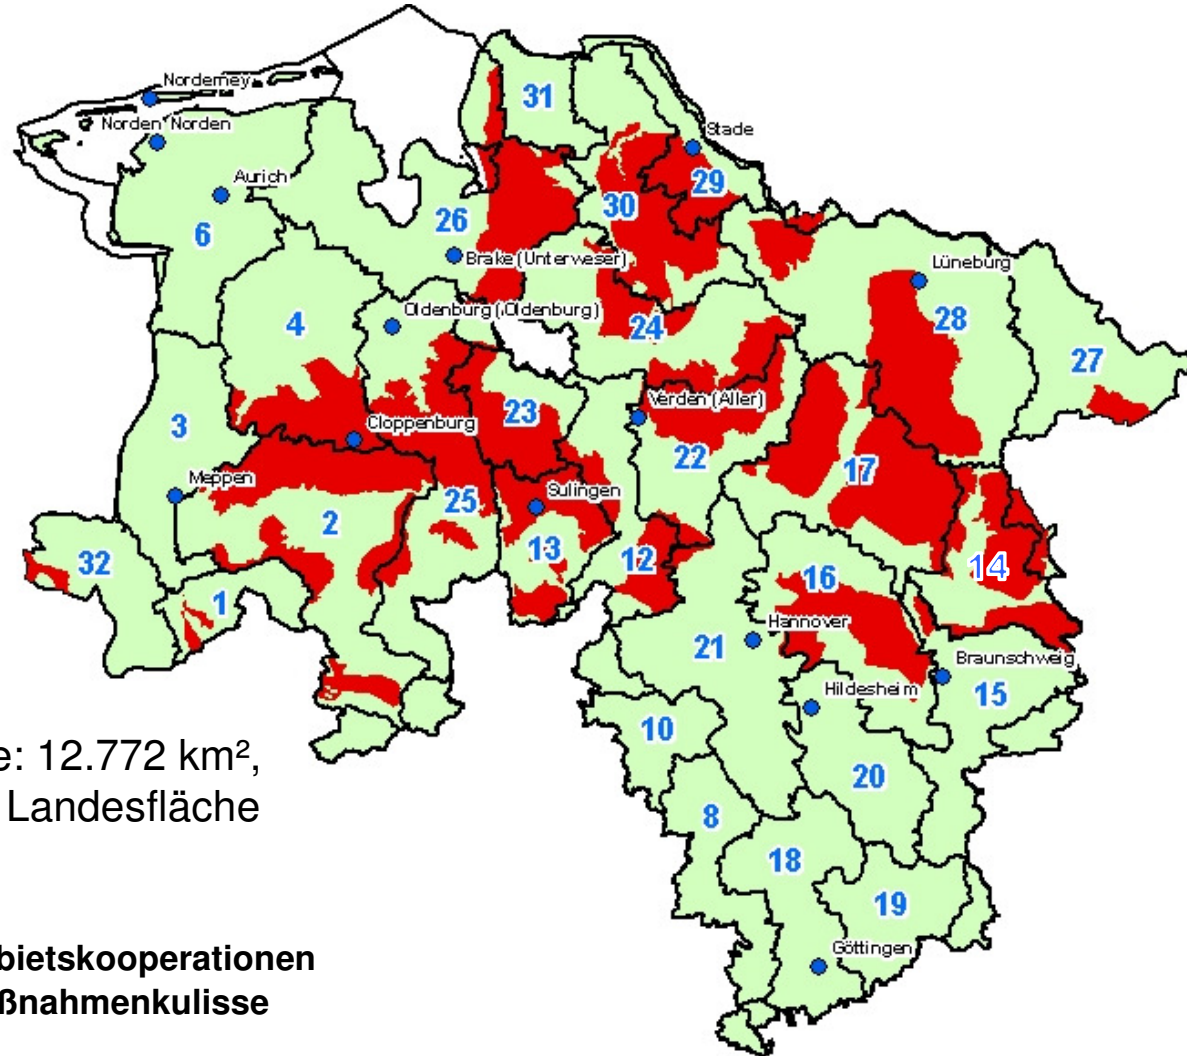 Norderney
31
Norden Norden
Stade
Aurich
29
30
26
6
Brake (Unterweser)
Lüneburg
Oldenburg (Oldenburg)
4
24
28
27
Verden (Aller)
23
3
Cloppenburg
22
17
Meppen
Sulingen
25
2
13
12
32
14
16
1
Hannover
21
Braunschweig
Hildesheim
15
10
e: 12.772 km²,
20
Landesfläche
8
18
19
Göttingen
bietskooperationen
ßnahmenkulisse